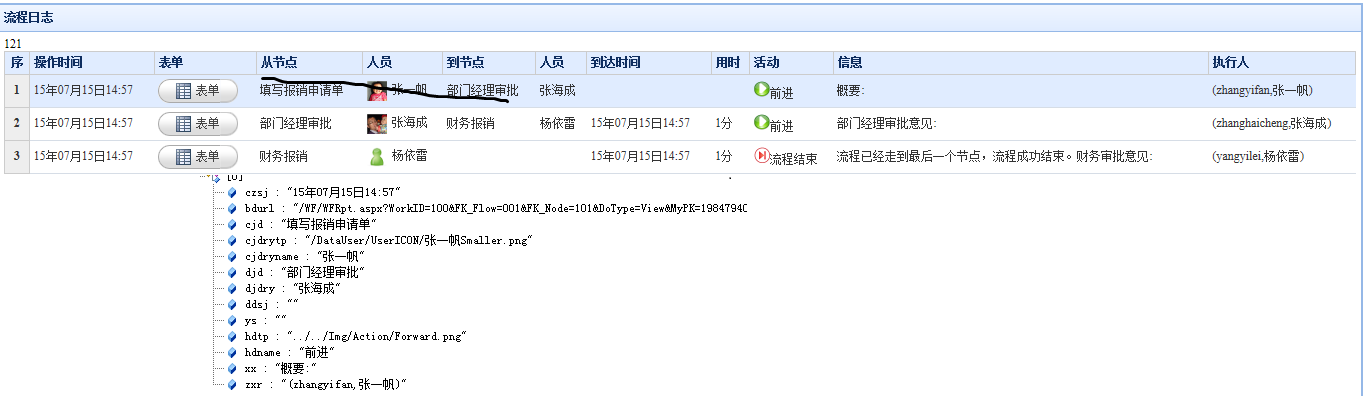 流程日志
121
序 操作时间 表单 从节点 人员 到节点 人员 到达时间 用时 活动 信息 执行人
1 15年07月15日14:57 表单 填写报销申请单 张一帆 部门经理审批 张海成 前进 概要: (zhangyifan,张一帆)
2 15年07月15日14:57 表单 部门经理审批 张海成 财务报销 杨依雷 15年07月15日14:57 1分 前进 部门经理审批意见: (zhanghaicheng,张海成)
3 15年07月15日14:57 表单 财务报销 杨依雷 15年07月15日14:57 1分 流程结束 流程已经走到最后一个节点，流程成功结束。财务审批意见: (yangyilei,杨依雷)
[0]
czsj : "15年07月15日14:57"
bdurl : "/WF/WFRpt.aspx?WorkID=100&FK_Flow=001&FK_Node=101&DoType=View&MyPK=19847940
cjd : "填写报销申请单"
cjdrytp : "/DataUser/UserICON/张一帆Smaller.png"
cjdryname : "张一帆"
djd : "部门经理审批"
djdry : "张海成"
ddsj : ""
ys : ""
hdtp : "../../Img/Action/Forward.png"
hdname : "前进"
xx : "概要:"
zxr : "(zhangyifan,张一帆)"